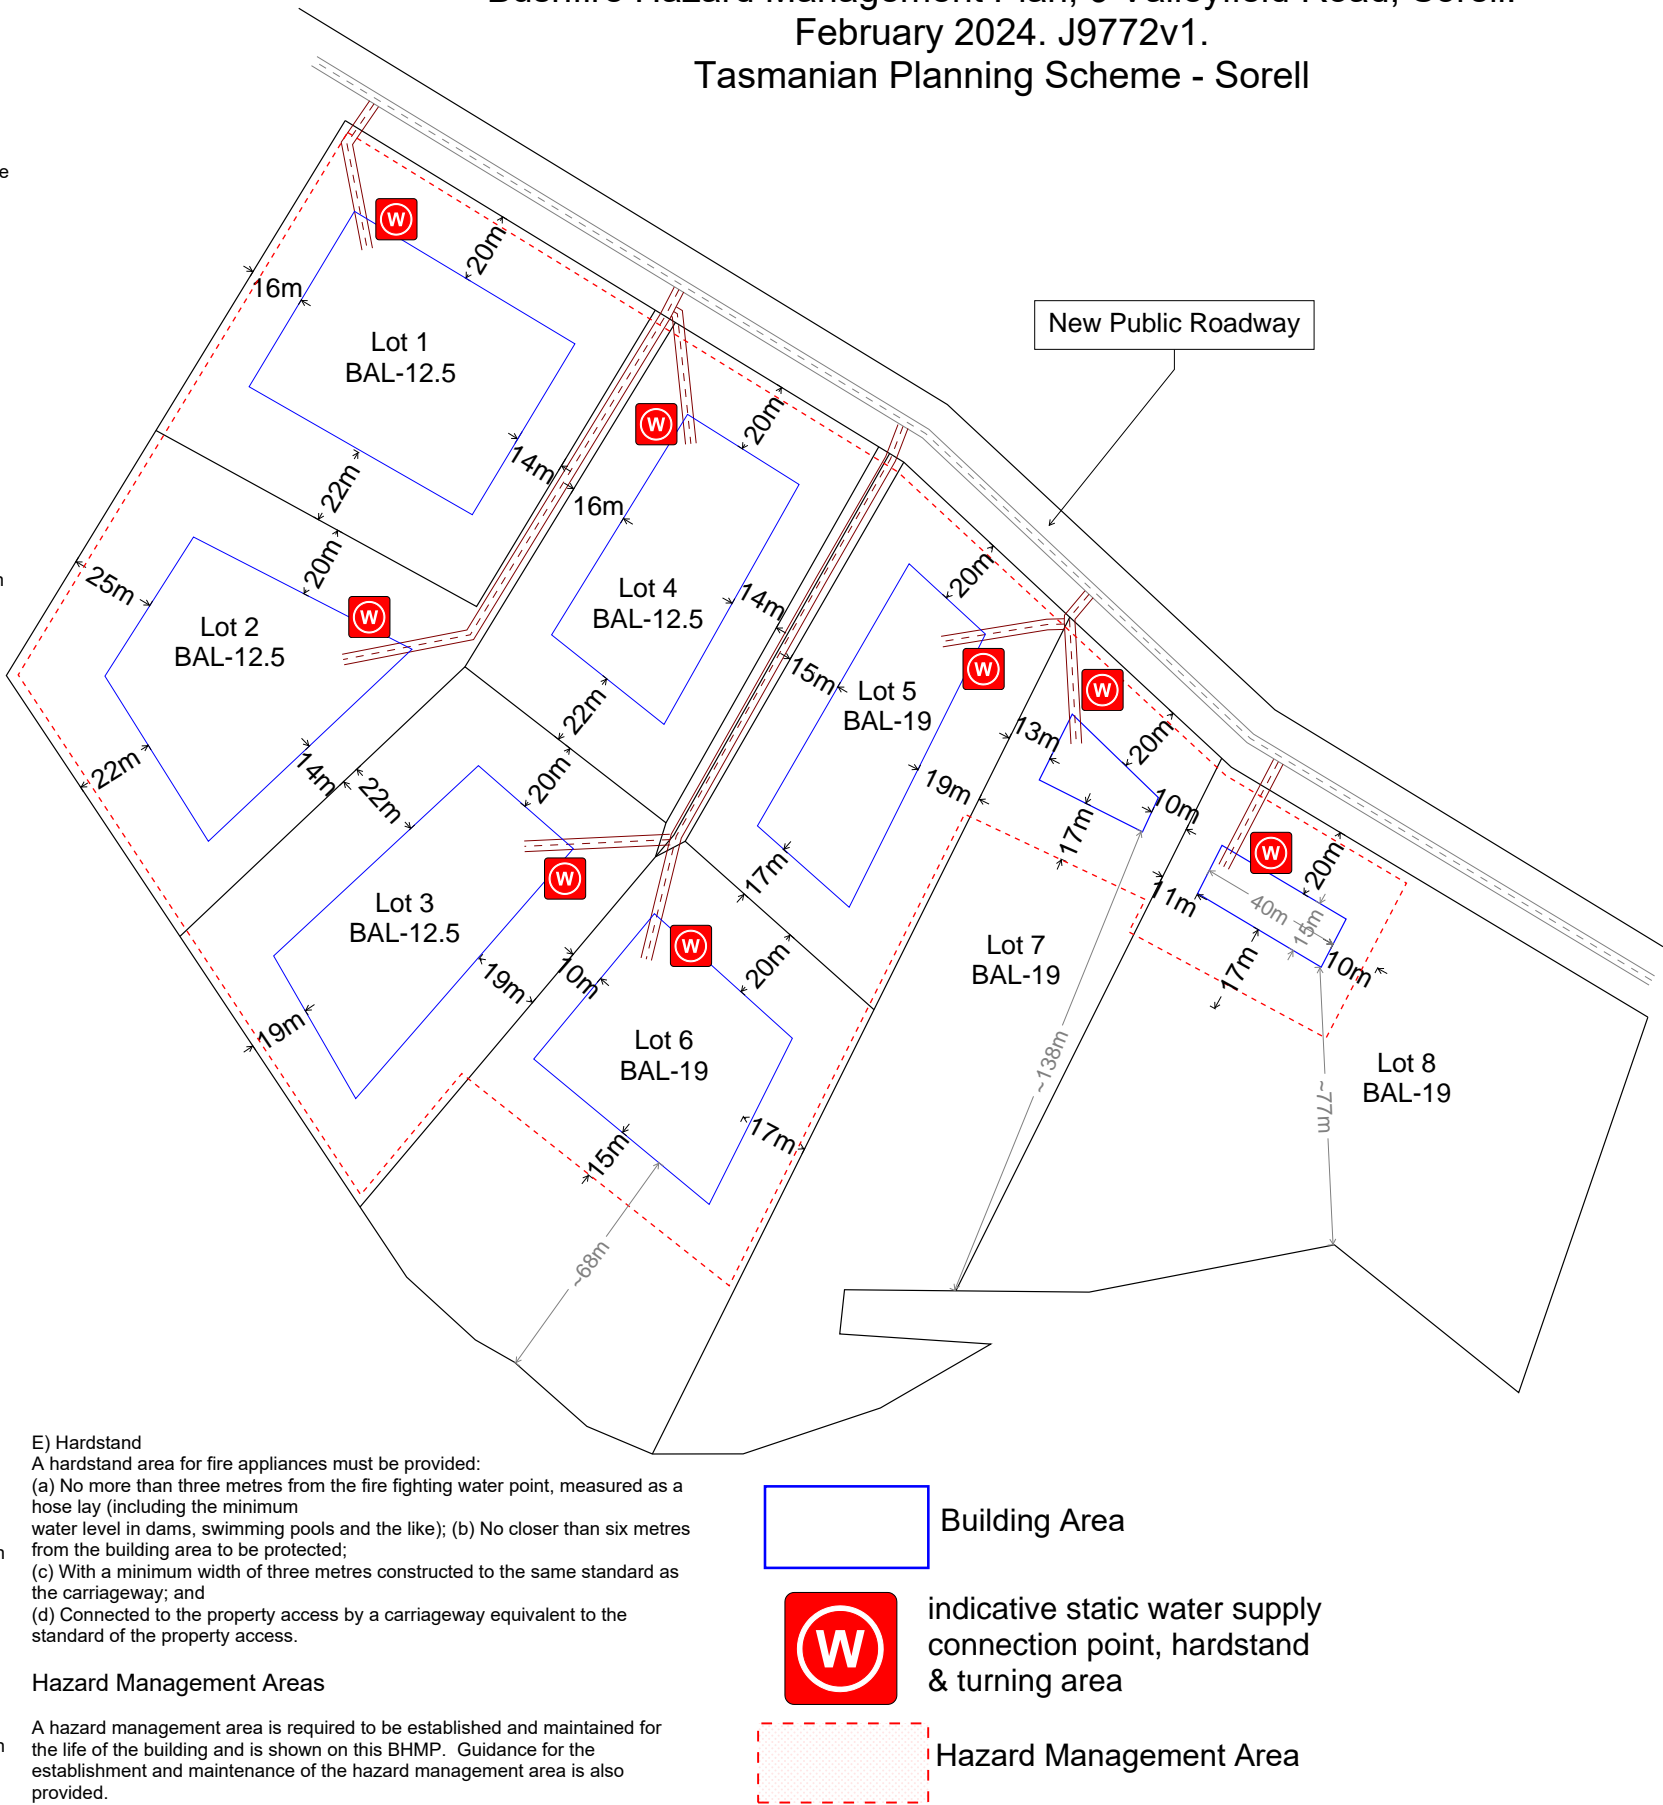 February 2024. J9772v1.
Tasmanian Planning Scheme - Sorell
e
W
20m
16m
New Public Roadway
Lot 1
BAL-12.5
20m
W
14m
22m
16m
20m
20m
25m
n
W
Lot 4
BAL-12.5
14m
Lot 2
BAL-12.5
W
15m
Lot 5
BAL-19
W
13m
20m
22m
22m
14m
22m
20m
19m
10m
17m
W
20m
17m
W
11m
40m
15m
Lot 3
BAL-12.5
W
20m
Lot 7
BAL-19
17m
10m
19m
10m
19m
Lot 6
BAL-19
~138m
Lot 8
BAL-19
~77m
17m
15m
~68m
E) Hardstand
A hardstand area for fire appliances must be provided:
(a) No more than three metres from the fire fighting water point, measured as a
hose lay (including the minimum
water level in dams, swimming pools and the like); (b) No closer than six metres
from the building area to be protected;
(c) With a minimum width of three metres constructed to the same standard as
the carriageway; and
(d) Connected to the property access by a carriageway equivalent to the
standard of the property access.
n
Hazard Management Areas
A hazard management area is required to be established and maintained for
the life of the building and is shown on this BHMP.  Guidance for the
establishment and maintenance of the hazard management area is also
provided.
n
Building Area
W
indicative static water supply
connection point, hardstand
& turning area
Hazard Management Area